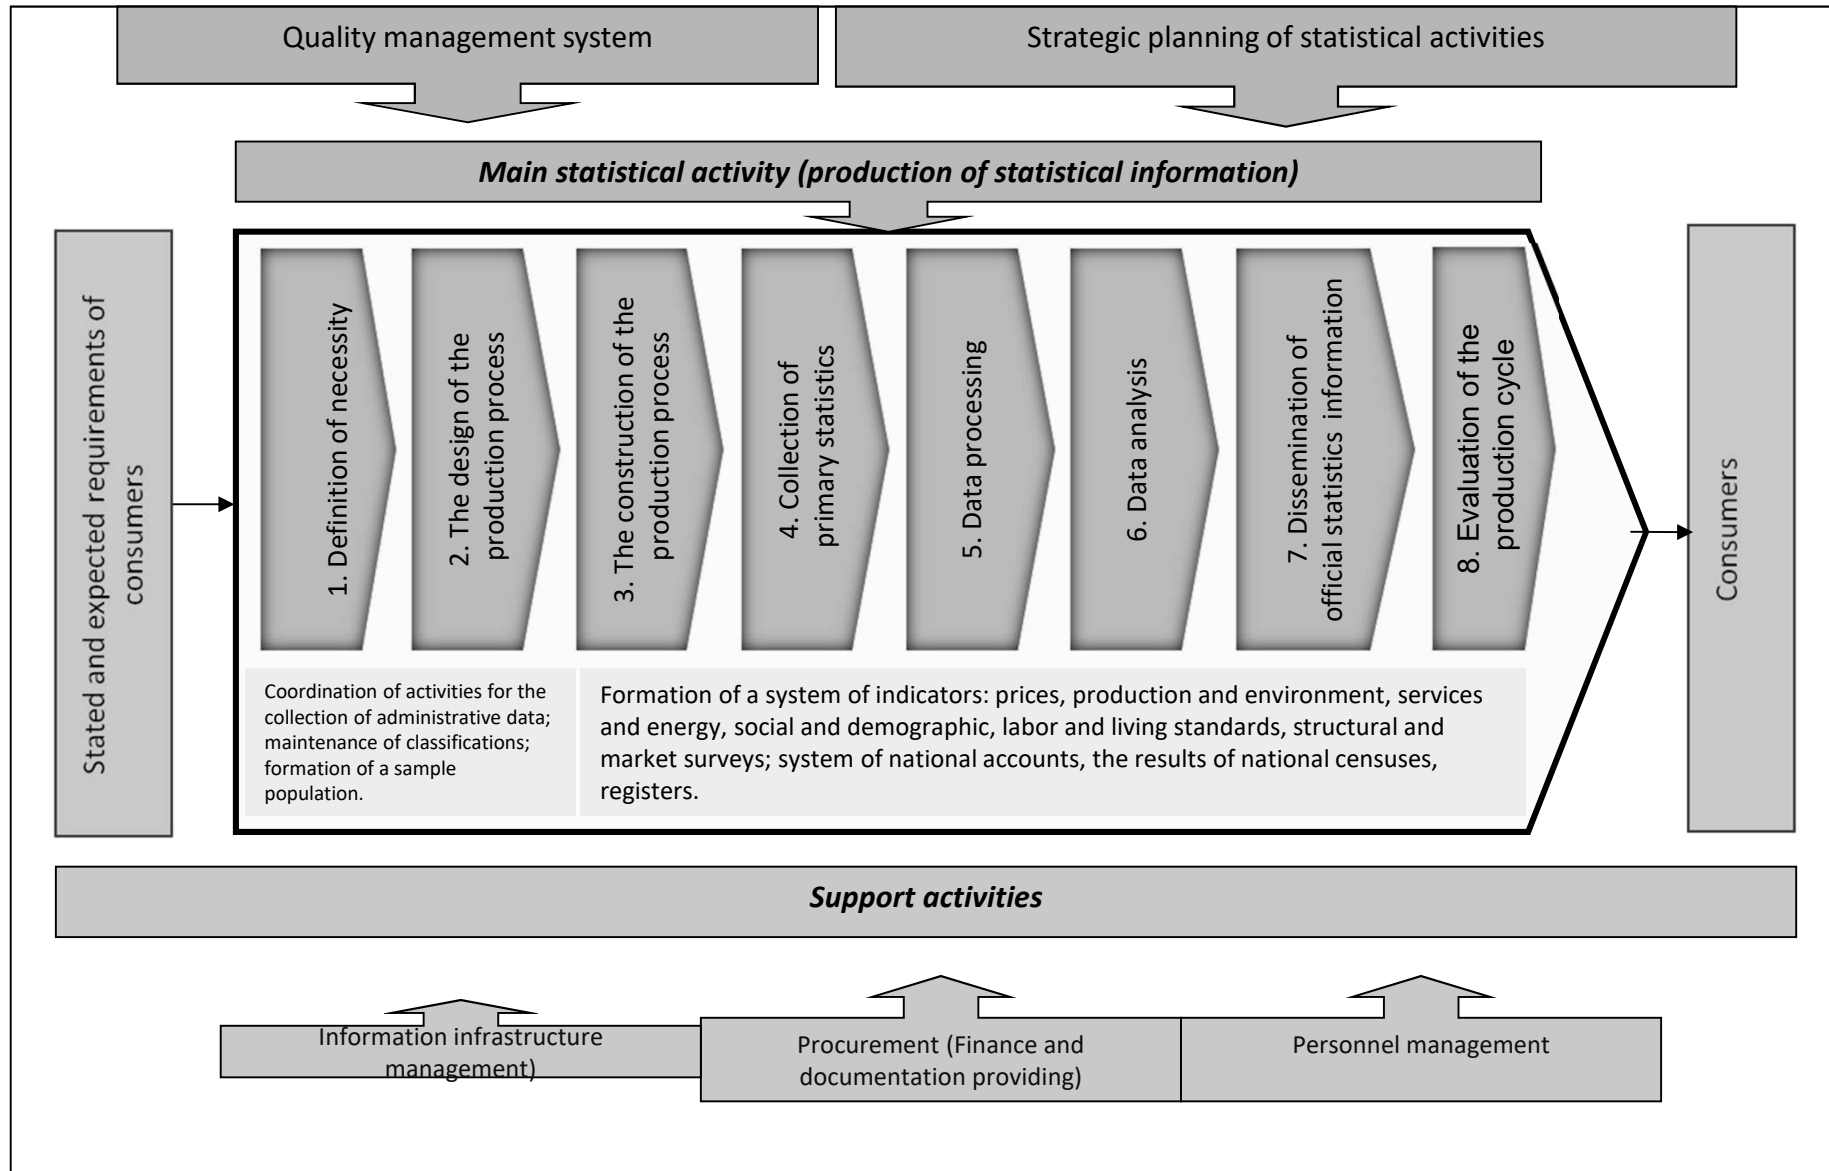 Quality management system
Strategic planning of statistical activities
Main statistical activity (production of statistical information)
Stated and expected requirements of
consumers
1. Definition of necessity
2. The design of the
production process
3. The construction of the
production process
4. Collection of
primary statistics
5. Data processing
6. Data analysis
7. Dissemination of
official statistics information
8. Evaluation of the
production cycle
Consumers
Coordination of activities for the
collection of administrative data;
maintenance of classifications;
formation of a sample
population.
Formation of a system of indicators: prices, production and environment, services
and energy, social and demographic, labor and living standards, structural and
market surveys; system of national accounts, the results of national censuses,
registers.
Support activities
Information infrastructure
management)
Procurement (Finance and
documentation providing)
Personnel management